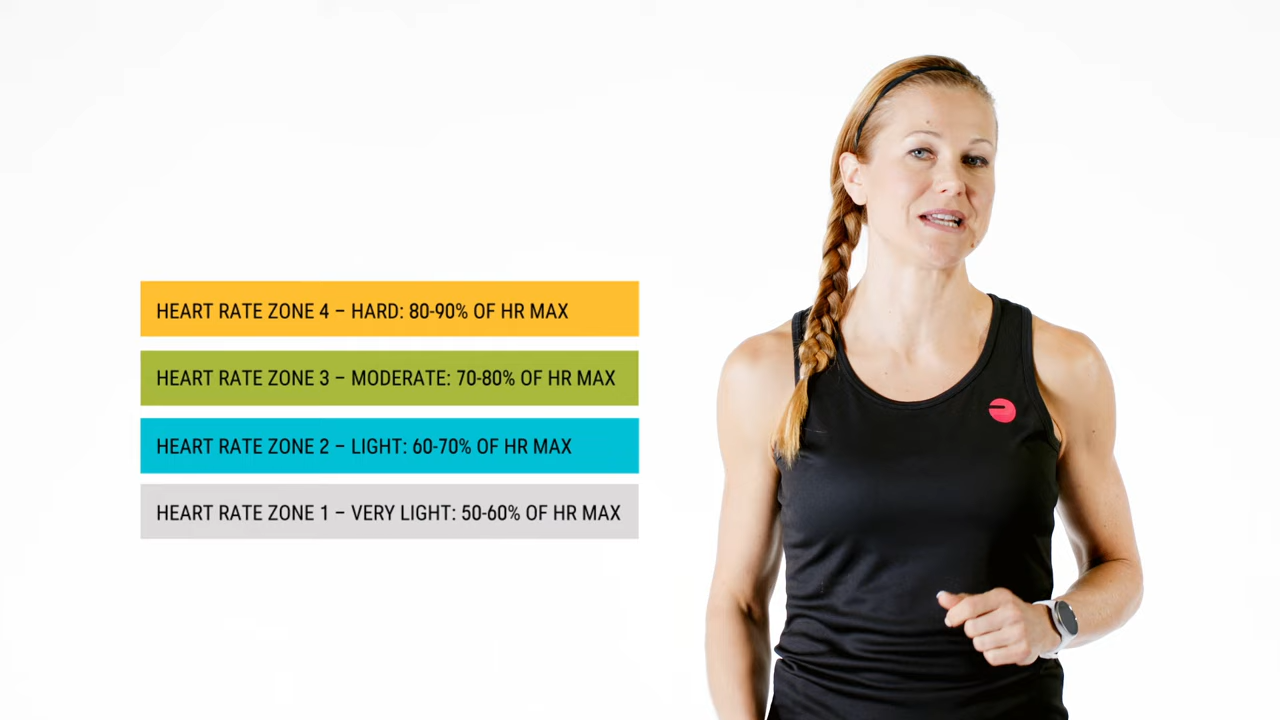 HEART RATE ZONE 4 – HARD: 80-90% OF HR MAX
HEART RATE ZONE 3 – MODERATE: 70-80% OF HR MAX
HEART RATE ZONE 2 – LIGHT: 60-70% OF HR MAX
HEART RATE ZONE 1 – VERY LIGHT: 50-60% OF HR MAX